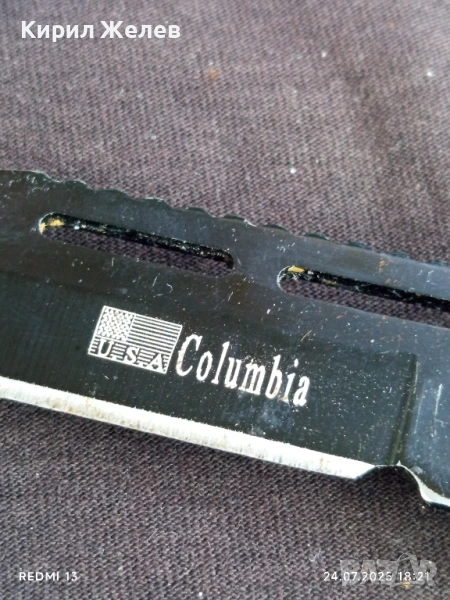 Кирил Желев
U.S.A Columbia
REDMI 13
24.07.2025 18:21